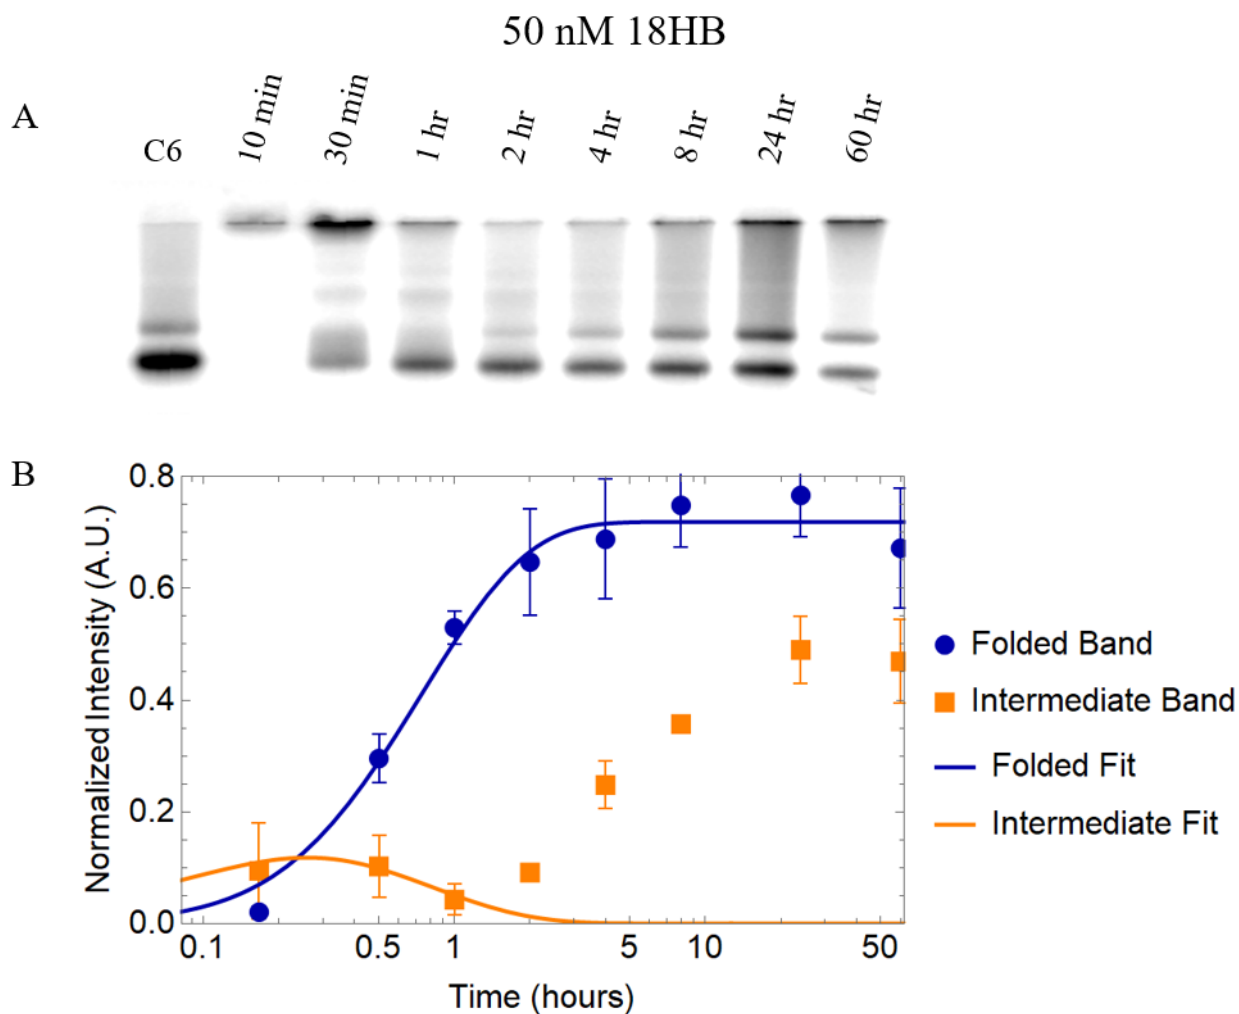 50 nM 18HB
A
C6 10 min 30 min 1 hr 2 hr 4 hr 8 hr 24 hr 60 hr
B
Normalized Intensity (A.U.)
0.8
0.6
0.4
0.2
0.0
0.1 0.5 1 5 10 50
Time (hours)
Folded Band
Intermediate Band
Folded Fit
Intermediate Fit